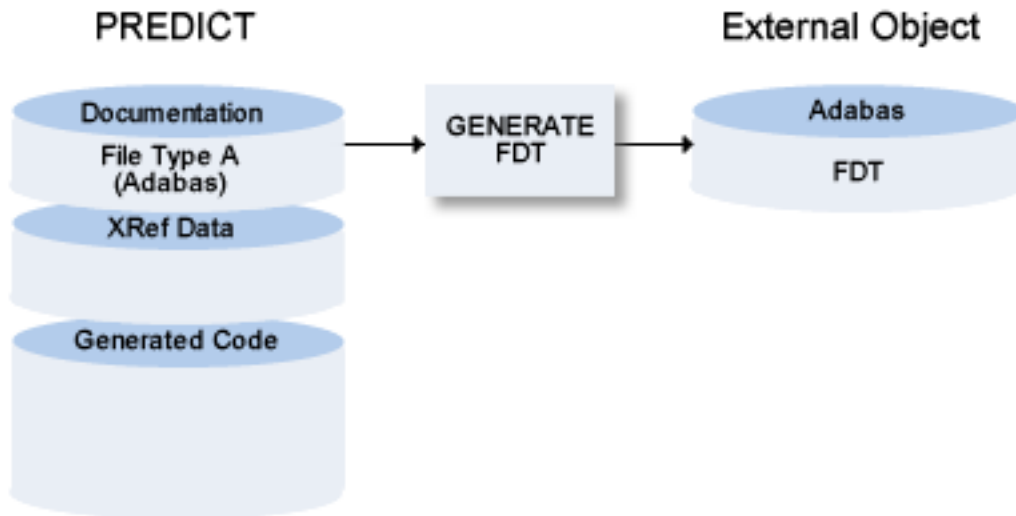 PREDICT
External Object
Documentation
File Type A
(Adabas)
XRef Data
Generated Code
GENERATE
FDT
Adabas
FDT